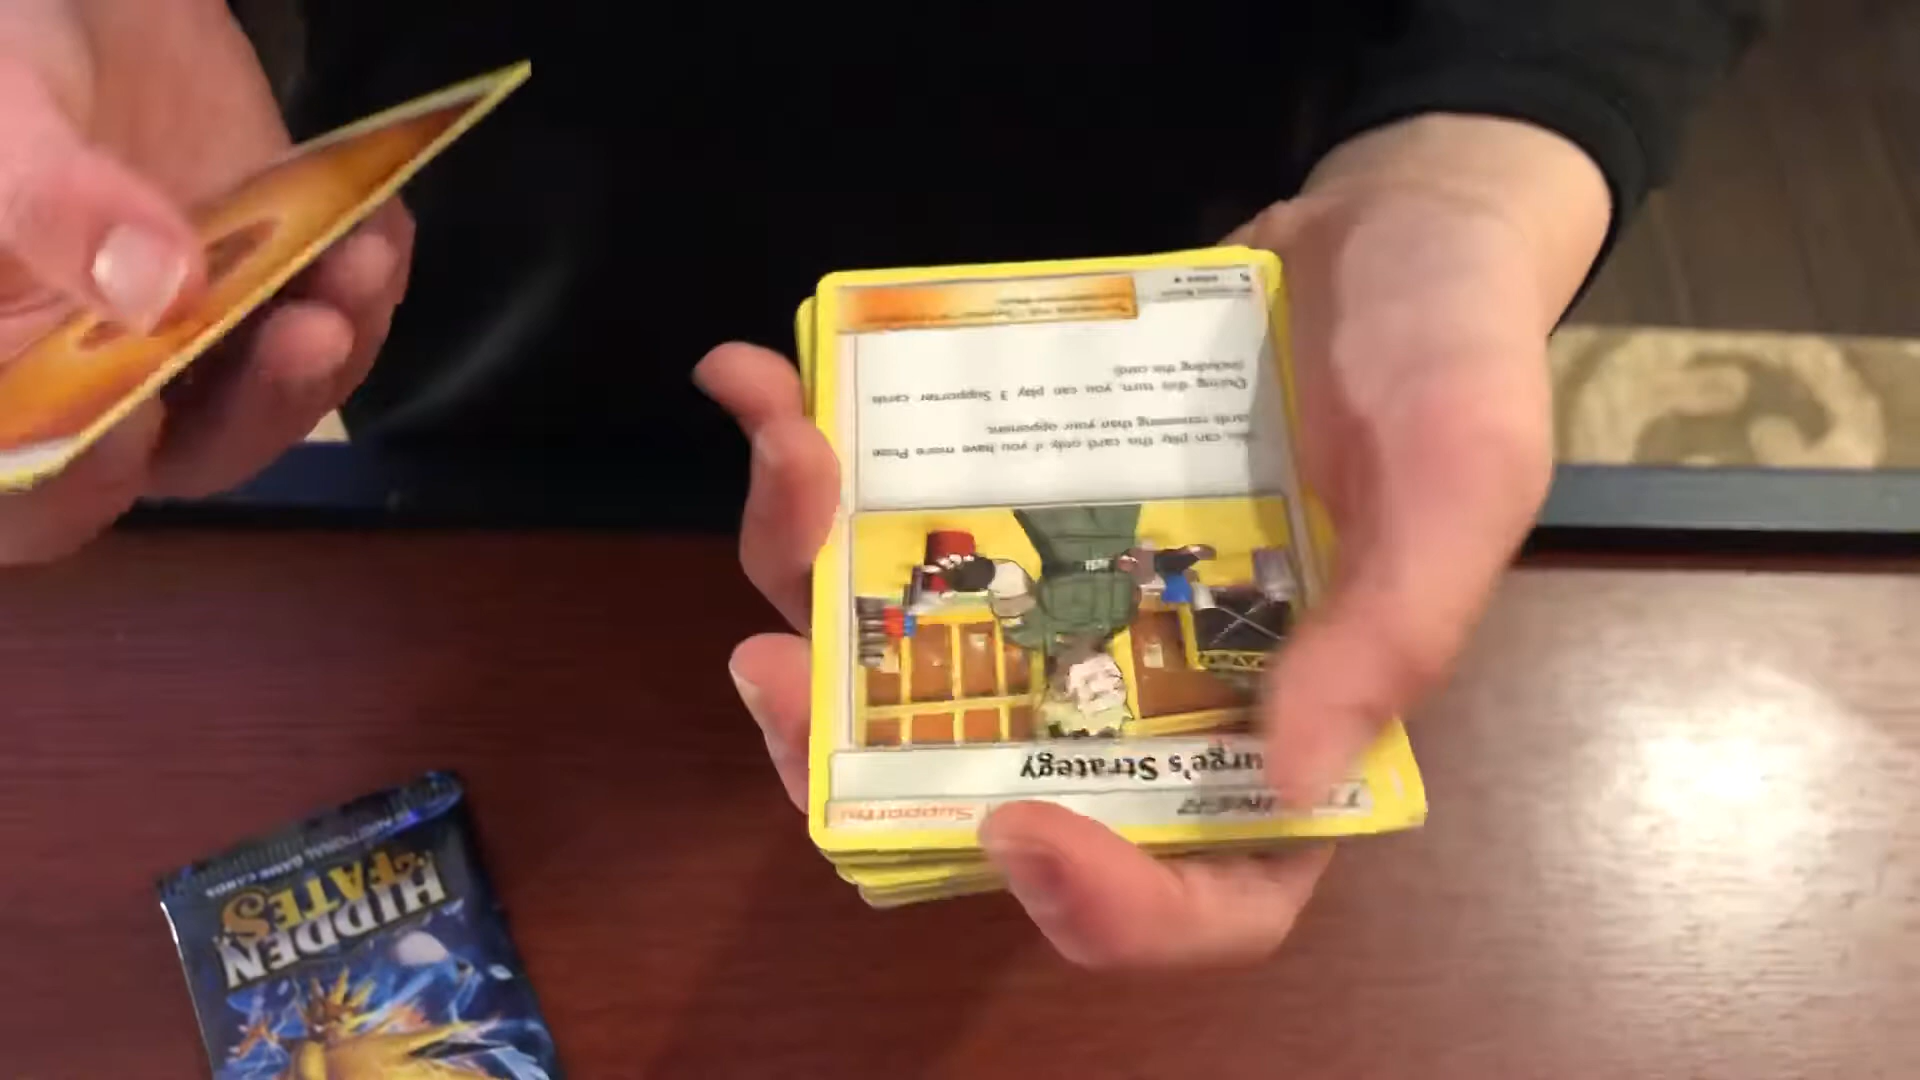 TRAINER
Supporter
urge's Strategy
You can play this card only if you have more Prize
cards remaining than your opponent.
During this turn, you can play 3 Supporter cards
(including this card).
HIDDEN
FATES